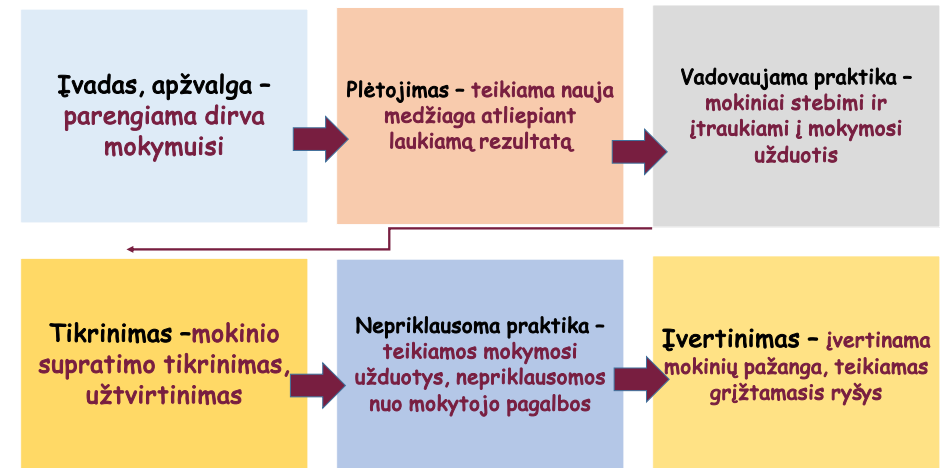 Įvadas, apžvalga –
parengiama dirva
mokymuisi
Plėtojimas – teikiama nauja
medžiaga atliepiant
laukiamą rezultatą
Vadovaujama praktika –
mokiniai stebimi ir
įtraukiami į mokymosi
užduotis
Tikrinimas –mokinio
supratimo tikrinimas,
užtvirtinimas
Nepriklausoma praktika –
teikiamos mokymosi
užduotys, nepriklausomos
nuo mokytojo pagalbos
Įvertinimas – įvertinama
mokinių pažanga, teikiamas
grįžtamasis ryšys